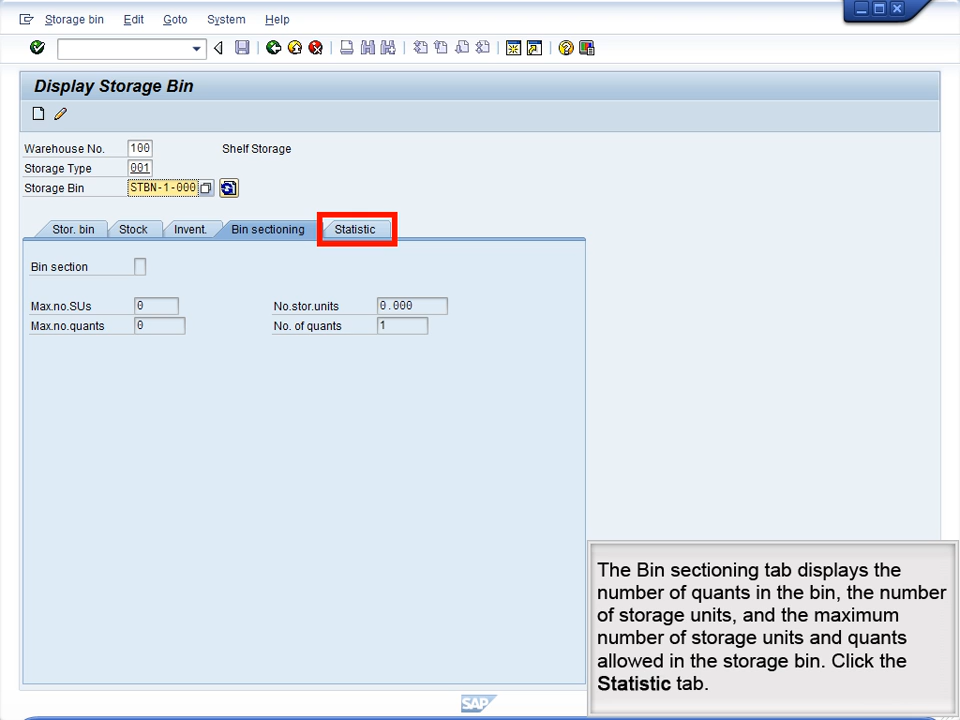 Storage bin Edit Goto System Help
Display Storage Bin
Warehouse No. 100 Shelf Storage
Storage Type 001
Storage Bin STBN-1-000
Stor. bin Stock Invent. Bin sectioning Statistic
Bin section
Max.no.SUs 0 No.stor.units 0.000
Max.no.quants 0 No. of quants 1
The Bin sectioning tab displays the
number of quants in the bin, the number
of storage units, and the maximum
number of storage units and quants
allowed in the storage bin. Click the
Statistic tab.
SAP